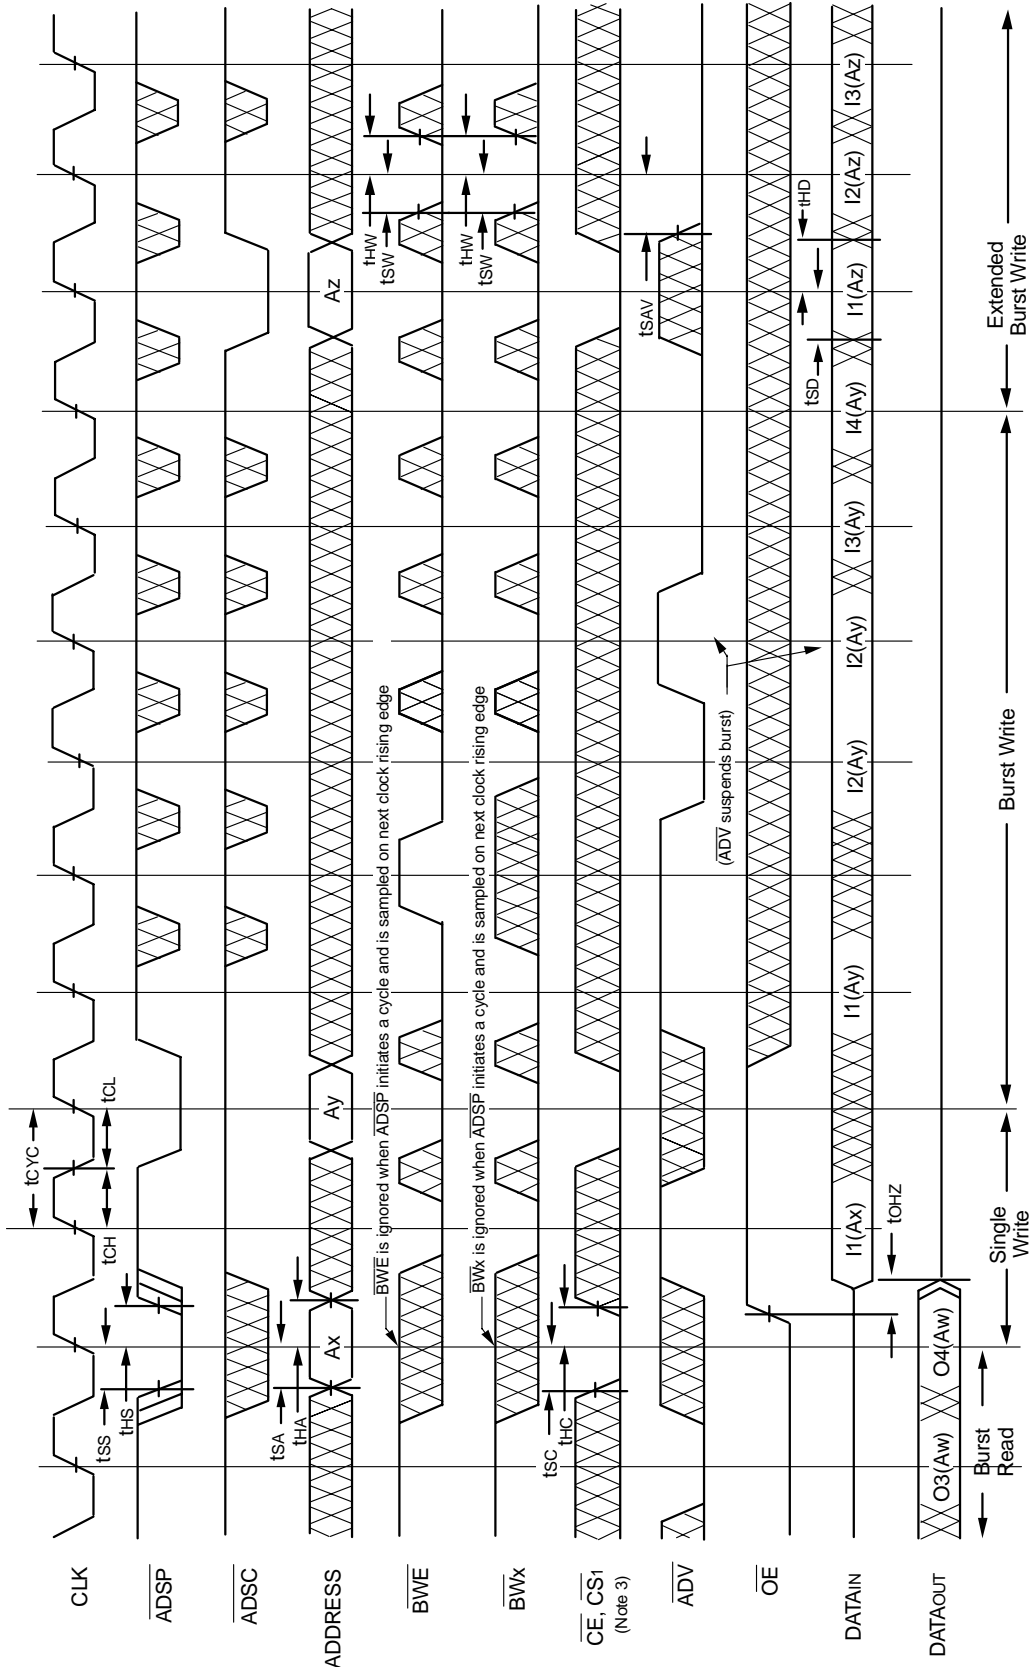 CLK
tCYC
tCH
tCL
tSS
tHS
ADSP
ADSC
ADDRESS
Ax
Ay
Az
tSA
tHA
BWE
BWE is ignored when ADSP initiates a cycle and is sampled on next clock rising edge
tHW
tSW
BWx
BWx is ignored when ADSP initiates a cycle and is sampled on next clock rising edge
tHW
tSW
CE, CS1
(Note 3)
tSC
tHC
ADV
tSAV
(ADV suspends burst)
OE
DATAIN
I1(Ax)
I1(Ay)
I2(Ay)
I2(Ay)
I3(Ay)
I4(Ay)
I1(Az)
I2(Az)
I3(Az)
tSD
tHD
tOHZ
DATAOUT
O3(Aw)
O4(Aw)
Burst
Read
Single
Write
Burst Write
Extended
Burst Write